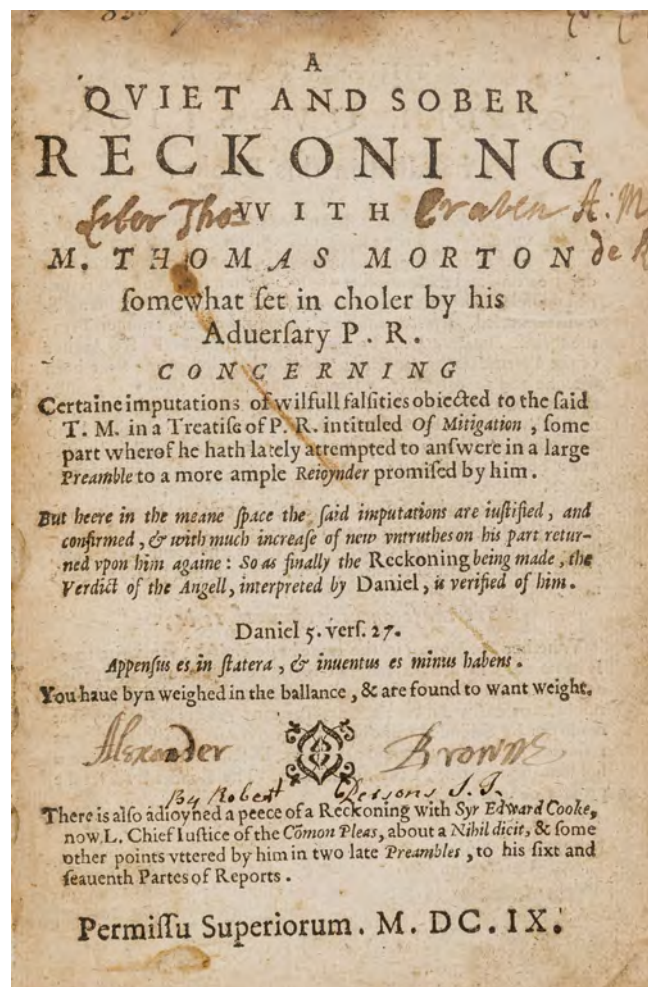 A
QVIET AND SOBER
RECKONING
Liber Tho: VVITH Craven A: M
M. THOMAS MORTON de
ſomewhat ſet in choler by his
Aduerſary P. R.
CONCERNING
Certaine imputations of wilfull falſities obiected to the ſaid
T. M. in a Treatiſe of P. R. intituled Of Mitigation, ſome
part wherof he hath lately attempted to anſwere in a large
Preamble to a more ample Reioynder promiſed by him.
But heere in the meane ſpace the ſaid imputations are iuſtified, and
confirmed, & with much increaſe of new vntruthes on his part retur-
ned vpon him againe: So as finally the Reckoning being made, the
Verdict of the Angell, interpreted by Daniel, is verified of him.
Daniel 5. verſ. 27.
Appenſus es in ſtatera, & inuentus es minus habens.
You haue byn weighed in the ballance, & are found to want weight.
Alexander Browne
By Robert Persons S.J.
There is alſo adioyned a peece of a Reckoning with Syr Edward Cooke,
now L. Chief Iuſtice of the Cōmon Pleas, about a Nihil dicit, & ſome
other points vttered by him in two late Preambles, to his ſixt and
ſeauenth Partes of Reports.
Permiſſu Superiorum. M. DC. IX.